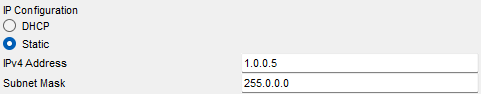 IP Configuration
DHCP
Static
IPv4 Address 1.0.0.5
Subnet Mask 255.0.0.0